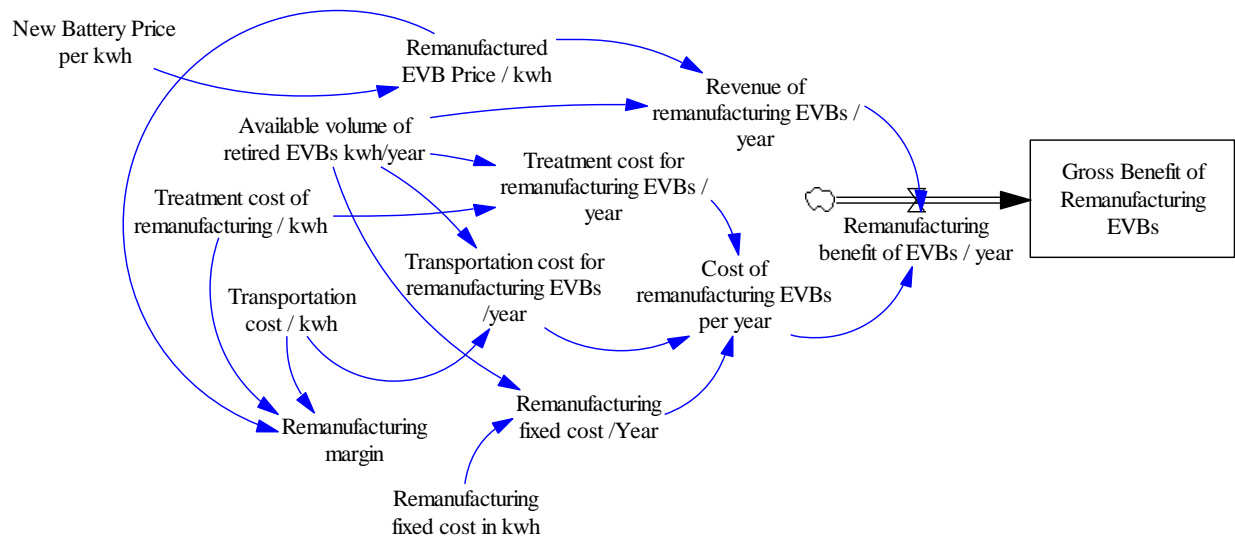 New Battery Price
per kwh
Remanufactured
EVB Price / kwh
Revenue of
remanufacturing EVBs /
year
Available volume of
retired EVBs kwh/year
Treatment cost for
remanufacturing EVBs /
year
Gross Benefit of
Remanufacturing
EVBs
Treatment cost of
remanufacturing / kwh
Remanufacturing
benefit of EVBs / year
Transportation cost for
remanufacturing EVBs
/year
Cost of
remanufacturing EVBs
per year
Transportation
cost / kwh
Remanufacturing
fixed cost /Year
Remanufacturing
margin
Remanufacturing
fixed cost in kwh